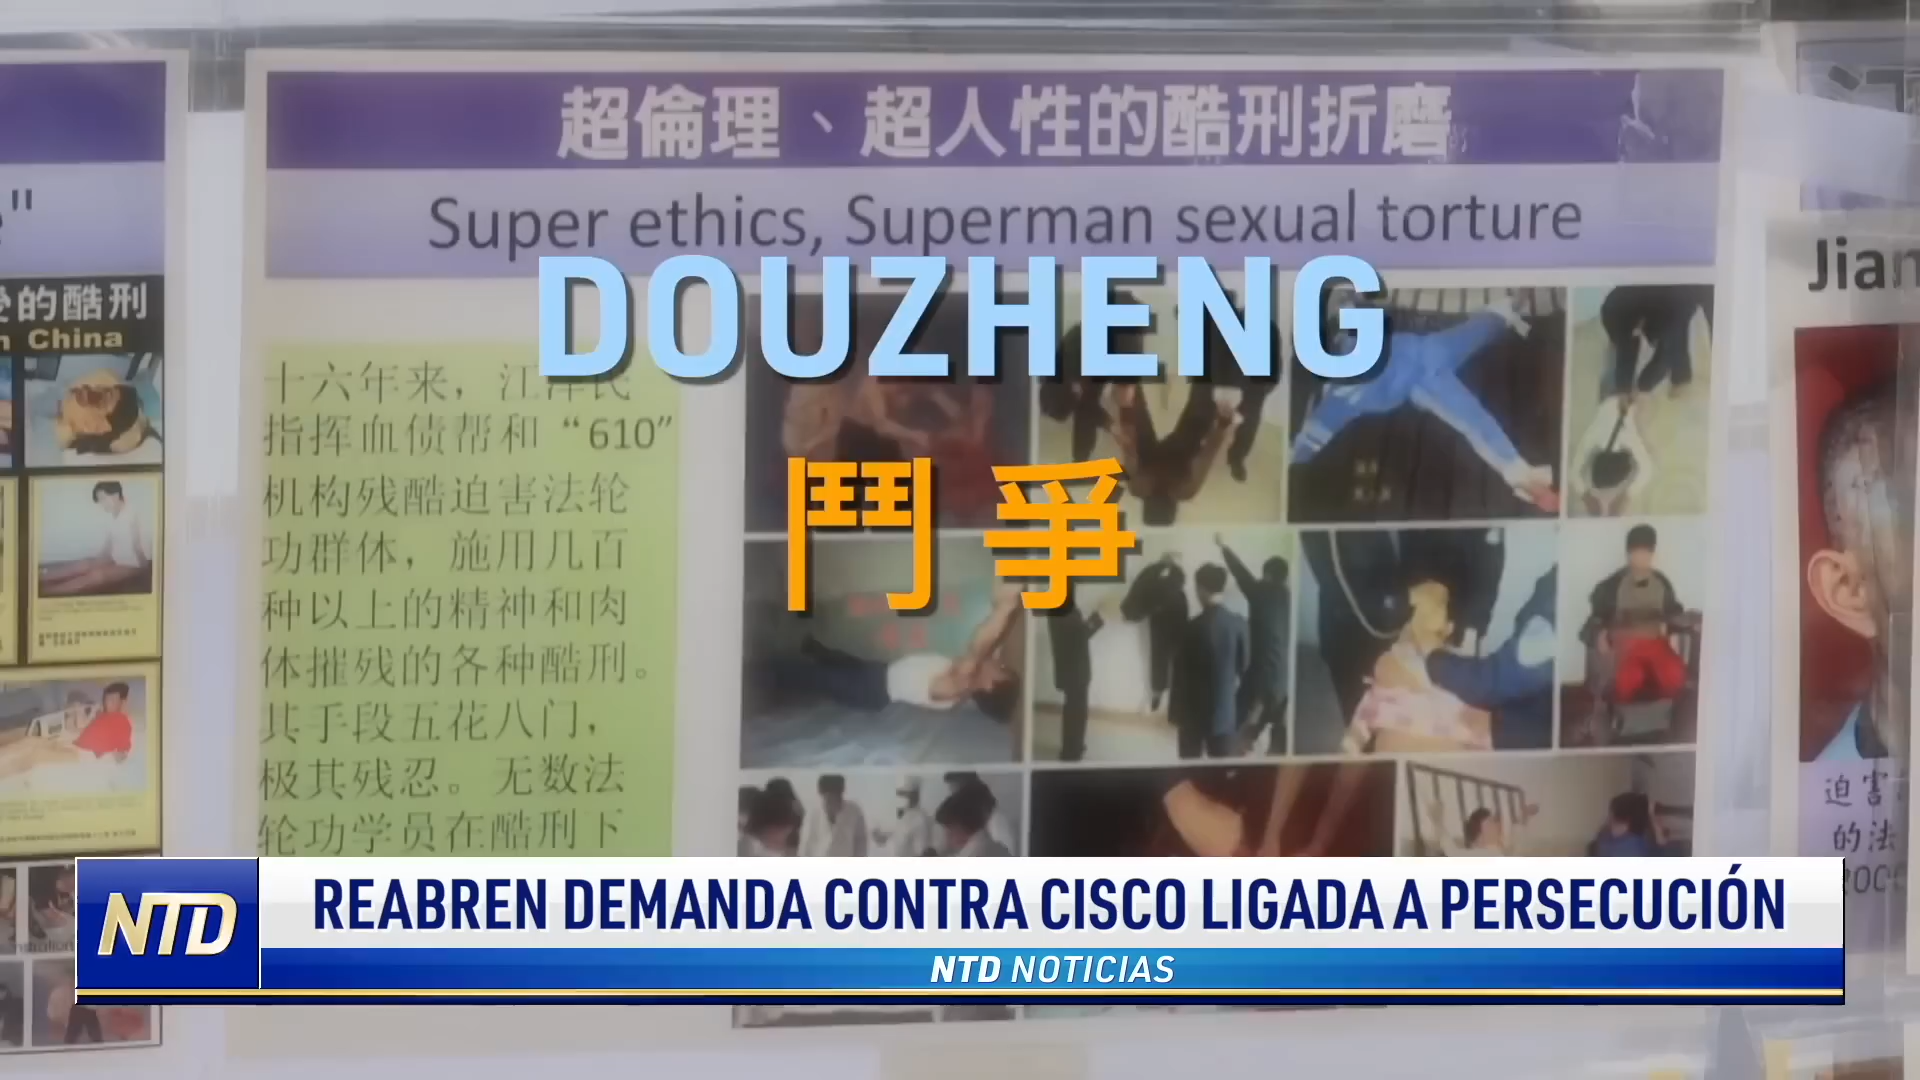 超倫理、超人性的酷刑折磨
Super ethics, Superman sexual torture
DOUZHENG
鬥爭
的酷刑
China
十六年来，江泽民
指挥血债帮和“610”
机构残酷迫害法轮
功群体，施用几百
种以上的精神和肉
体摧残的各种酷刑。
其手段五花八门，
极其残忍。无数法
轮功学员在酷刑下
Jian
迫害
的法
NTD
REABREN DEMANDA CONTRA CISCO LIGADA A PERSECUCIÓN
NTD NOTICIAS